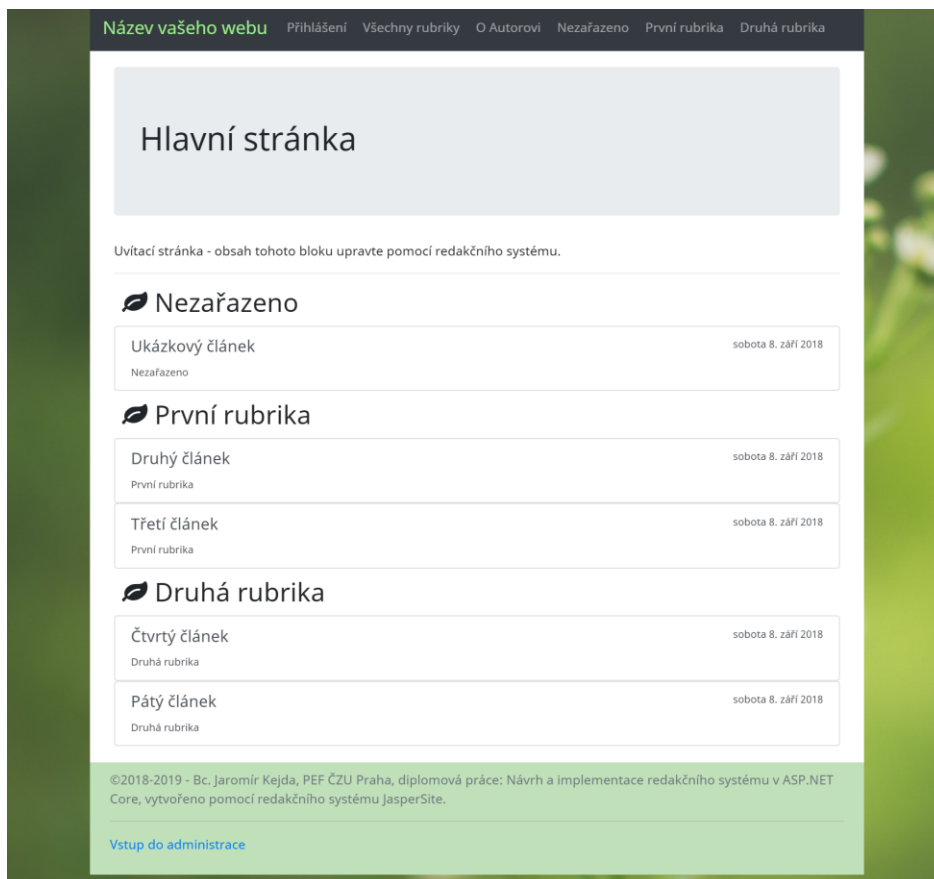 Název vašeho webu Přihlášení Všechny rubriky O Autorovi Nezařazeno První rubrika Druhá rubrika
Hlavní stránka
Uvítací stránka - obsah tohoto bloku upravte pomocí redakčního systému.
Nezařazeno
Ukázkový článek sobota 8. září 2018
Nezařazeno
První rubrika
Druhý článek sobota 8. září 2018
První rubrika
Třetí článek sobota 8. září 2018
První rubrika
Druhá rubrika
Čtvrtý článek sobota 8. září 2018
Druhá rubrika
Pátý článek sobota 8. září 2018
Druhá rubrika
©2018-2019 - Bc. Jaromír Kejda, PEF ČZU Praha, diplomová práce: Návrh a implementace redakčního systému v ASP.NET
Core, vytvořeno pomocí redakčního systému JasperSite.
Vstup do administrace